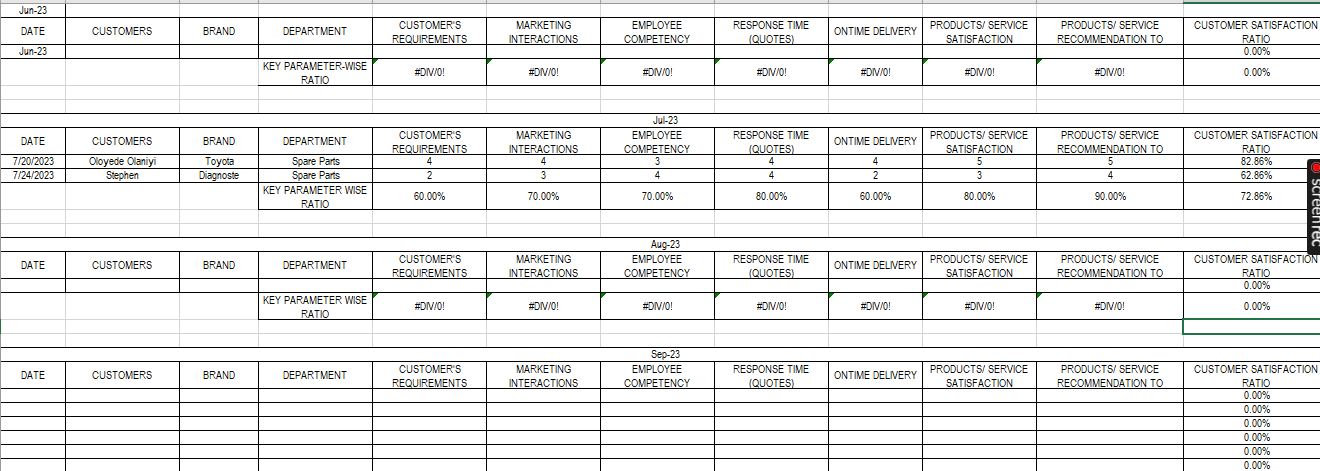 Jun-23
DATE CUSTOMERS BRAND DEPARTMENT CUSTOMER'S REQUIREMENTS MARKETING INTERACTIONS EMPLOYEE COMPETENCY RESPONSE TIME (QUOTES) ONTIME DELIVERY PRODUCTS/ SERVICE SATISFACTION PRODUCTS/ SERVICE RECOMMENDATION TO CUSTOMER SATISFACTION RATIO
Jun-23 0.00%
KEY PARAMETER-WISE RATIO #DIV/0! #DIV/0! #DIV/0! #DIV/0! #DIV/0! #DIV/0! #DIV/0! 0.00%
Jul-23
DATE CUSTOMERS BRAND DEPARTMENT CUSTOMER'S REQUIREMENTS MARKETING INTERACTIONS EMPLOYEE COMPETENCY RESPONSE TIME (QUOTES) ONTIME DELIVERY PRODUCTS/ SERVICE SATISFACTION PRODUCTS/ SERVICE RECOMMENDATION TO CUSTOMER SATISFACTION RATIO
7/20/2023 Oloyede Olaniyi Toyota Spare Parts 4 4 3 4 4 5 5 82.86%
7/24/2023 Stephen Diagnoste Spare Parts 2 3 4 4 2 3 4 62.86%
KEY PARAMETER WISE RATIO 60.00% 70.00% 70.00% 80.00% 60.00% 80.00% 90.00% 72.86%
Aug-23
DATE CUSTOMERS BRAND DEPARTMENT CUSTOMER'S REQUIREMENTS MARKETING INTERACTIONS EMPLOYEE COMPETENCY RESPONSE TIME (QUOTES) ONTIME DELIVERY PRODUCTS/ SERVICE SATISFACTION PRODUCTS/ SERVICE RECOMMENDATION TO CUSTOMER SATISFACTION RATIO
0.00%
KEY PARAMETER WISE RATIO #DIV/0! #DIV/0! #DIV/0! #DIV/0! #DIV/0! #DIV/0! #DIV/0! 0.00%
Sep-23
DATE CUSTOMERS BRAND DEPARTMENT CUSTOMER'S REQUIREMENTS MARKETING INTERACTIONS EMPLOYEE COMPETENCY RESPONSE TIME (QUOTES) ONTIME DELIVERY PRODUCTS/ SERVICE SATISFACTION PRODUCTS/ SERVICE RECOMMENDATION TO CUSTOMER SATISFACTION RATIO
0.00%
0.00%
0.00%
0.00%
0.00%
0.00%
screenrec